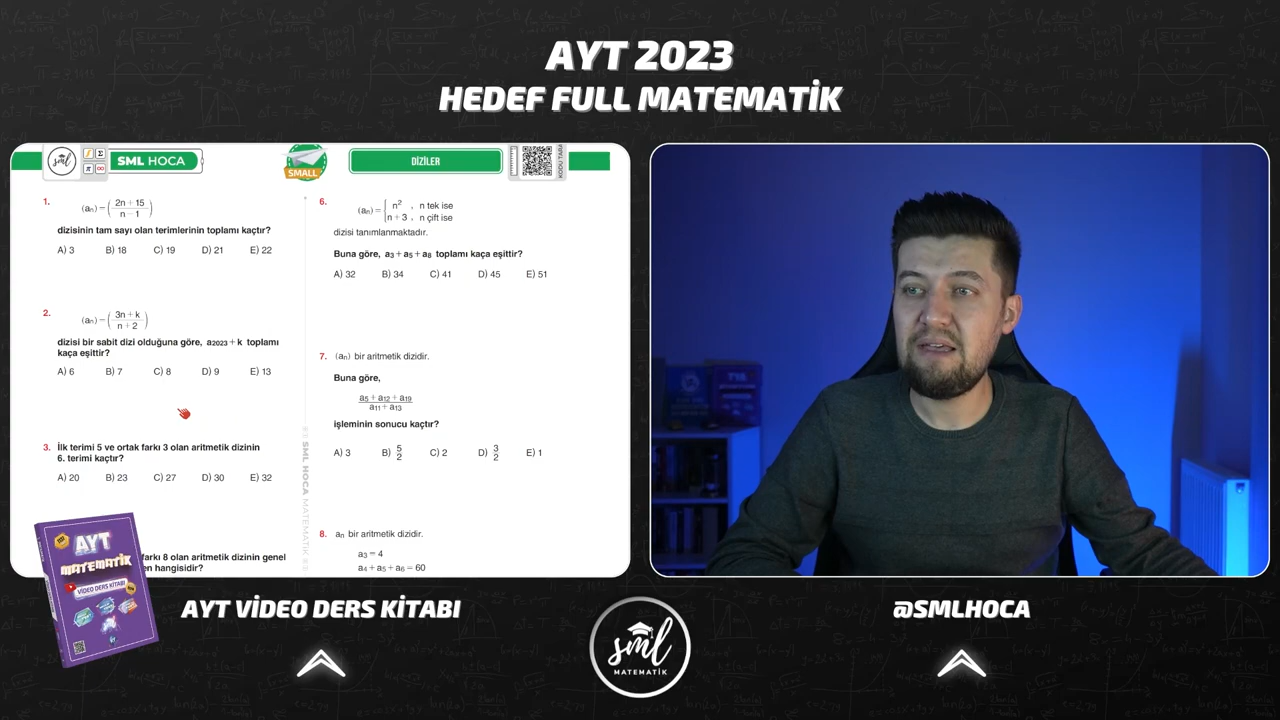 AYT 2023
HEDEF FULL MATEMATİK
sml
SML HOCA
SMALL
DİZİLER
KODU TARA
1.
(aₙ) = ( (2n + 15) / (n − 1) )
dizisinin tam sayı olan terimlerinin toplamı kaçtır?
A) 3 B) 18 C) 19 D) 21 E) 22
2.
(aₙ) = ( (3n + k) / (n + 2) )
dizisi bir sabit dizi olduğuna göre, a₂₀₂₃ + k toplamı
kaça eşittir?
A) 6 B) 7 C) 8 D) 9 E) 13
3. İlk terimi 5 ve ortak farkı 3 olan aritmetik dizinin
6. terimi kaçtır?
A) 20 B) 23 C) 27 D) 30 E) 32
farkı 8 olan aritmetik dizinin genel
en hangisidir?
SML HOCA MATEMATİK
6.
(aₙ) = { n² , n tek ise
n + 3 , n çift ise
dizisi tanımlanmaktadır.
Buna göre, a₃ + a₅ + a₈ toplamı kaça eşittir?
A) 32 B) 34 C) 41 D) 45 E) 51
7. (aₙ) bir aritmetik dizidir.
Buna göre,
(a₅ + a₁₂ + a₁₉) / (a₁₁ + a₁₃)
işleminin sonucu kaçtır?
A) 3 B) 5/2 C) 2 D) 3/2 E) 1
8. aₙ bir aritmetik dizidir.
a₃ = 4
a₄ + a₅ + a₆ = 60
AYT
MATEMATİK
VİDEO DERS KİTABI
AYT VİDEO DERS KİTABI
sml
MATEMATİK
@SMLHOCA